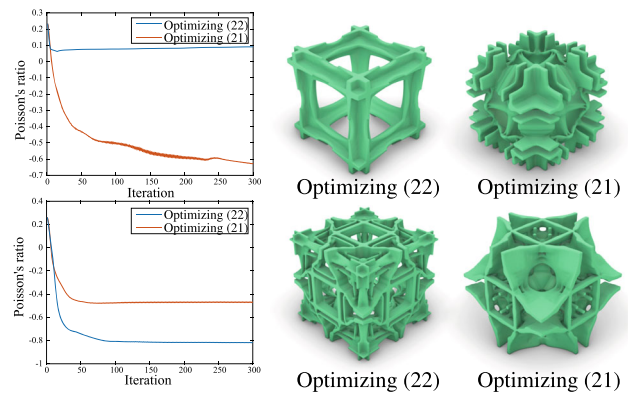 0.3
0.2
0.1
0
-0.1
-0.2
-0.3
-0.4
-0.5
-0.6
-0.7
Poisson's ratio
Optimizing (22)
Optimizing (21)
0 50 100 150 200 250 300
Iteration
Optimizing (22)
Optimizing (21)
0.4
0.2
0
-0.2
-0.4
-0.6
-0.8
-1
Poisson's ratio
Optimizing (22)
Optimizing (21)
0 50 100 150 200 250 300
Iteration
Optimizing (22)
Optimizing (21)